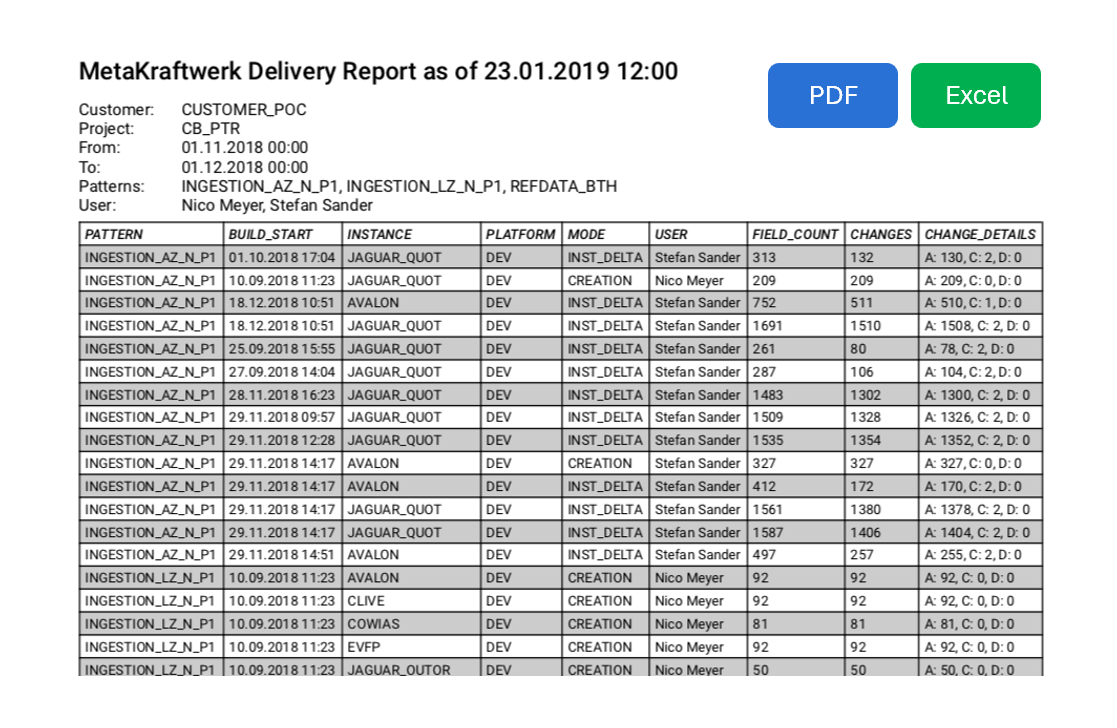 MetaKraftwerk Delivery Report as of 23.01.2019 12:00
PDF Excel
Customer: CUSTOMER_POC
Project: CB_PTR
From: 01.11.2018 00:00
To: 01.12.2018 00:00
Patterns: INGESTION_AZ_N_P1, INGESTION_LZ_N_P1, REFDATA_BTH
User: Nico Meyer, Stefan Sander
PATTERN BUILD_START INSTANCE PLATFORM MODE USER FIELD_COUNT CHANGES CHANGE_DETAILS
INGESTION_AZ_N_P1 01.10.2018 17:04 JAGUAR_QUOT DEV INST_DELTA Stefan Sander 313 132 A: 130, C: 2, D: 0
INGESTION_AZ_N_P1 10.09.2018 11:23 JAGUAR_QUOT DEV CREATION Nico Meyer 209 209 A: 209, C: 0, D: 0
INGESTION_AZ_N_P1 18.12.2018 10:51 AVALON DEV INST_DELTA Stefan Sander 752 511 A: 510, C: 1, D: 0
INGESTION_AZ_N_P1 18.12.2018 10:51 JAGUAR_QUOT DEV INST_DELTA Stefan Sander 1691 1510 A: 1508, C: 2, D: 0
INGESTION_AZ_N_P1 25.09.2018 15:55 JAGUAR_QUOT DEV INST_DELTA Stefan Sander 261 80 A: 78, C: 2, D: 0
INGESTION_AZ_N_P1 27.09.2018 14:04 JAGUAR_QUOT DEV INST_DELTA Stefan Sander 287 106 A: 104, C: 2, D: 0
INGESTION_AZ_N_P1 28.11.2018 16:23 JAGUAR_QUOT DEV INST_DELTA Stefan Sander 1483 1302 A: 1300, C: 2, D: 0
INGESTION_AZ_N_P1 29.11.2018 09:57 JAGUAR_QUOT DEV INST_DELTA Stefan Sander 1509 1328 A: 1326, C: 2, D: 0
INGESTION_AZ_N_P1 29.11.2018 12:28 JAGUAR_QUOT DEV INST_DELTA Stefan Sander 1535 1354 A: 1352, C: 2, D: 0
INGESTION_AZ_N_P1 29.11.2018 14:17 AVALON DEV CREATION Stefan Sander 327 327 A: 327, C: 0, D: 0
INGESTION_AZ_N_P1 29.11.2018 14:17 AVALON DEV INST_DELTA Stefan Sander 412 172 A: 170, C: 2, D: 0
INGESTION_AZ_N_P1 29.11.2018 14:17 JAGUAR_QUOT DEV INST_DELTA Stefan Sander 1561 1380 A: 1378, C: 2, D: 0
INGESTION_AZ_N_P1 29.11.2018 14:17 JAGUAR_QUOT DEV INST_DELTA Stefan Sander 1587 1406 A: 1404, C: 2, D: 0
INGESTION_AZ_N_P1 29.11.2018 14:51 AVALON DEV INST_DELTA Stefan Sander 497 257 A: 255, C: 2, D: 0
INGESTION_LZ_N_P1 10.09.2018 11:23 AVALON DEV CREATION Nico Meyer 92 92 A: 92, C: 0, D: 0
INGESTION_LZ_N_P1 10.09.2018 11:23 CLIVE DEV CREATION Nico Meyer 92 92 A: 92, C: 0, D: 0
INGESTION_LZ_N_P1 10.09.2018 11:23 COWIAS DEV CREATION Nico Meyer 81 81 A: 81, C: 0, D: 0
INGESTION_LZ_N_P1 10.09.2018 11:23 EVFP DEV CREATION Nico Meyer 92 92 A: 92, C: 0, D: 0
INGESTION_LZ_N_P1 10.09.2018 11:23 JAGUAR_OUTOR DEV CREATION Nico Meyer 50 50 A: 50, C: 0, D: 0